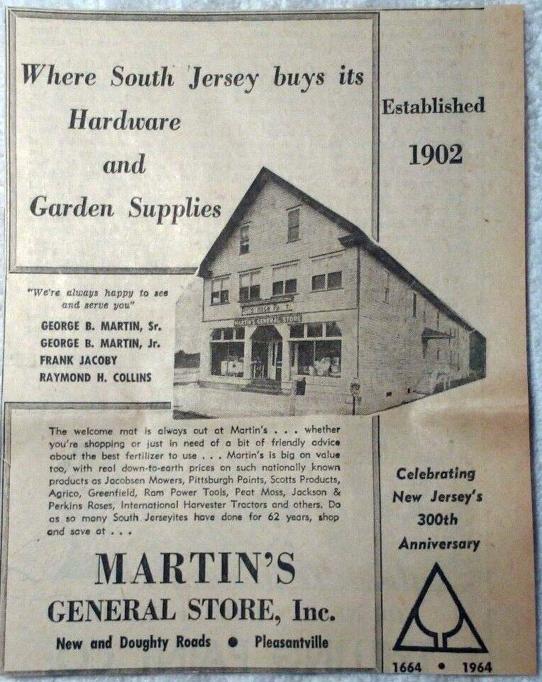 Where South Jersey buys its
Hardware
and
Garden Supplies
Established
1902
"We're always happy to see
and serve you"
GEORGE B. MARTIN, Sr.
GEORGE B. MARTIN, Jr.
FRANK JACOBY
RAYMOND H. COLLINS
MARTIN'S GENERAL STORE
The welcome mat is always out at Martin's . . . whether
you're shopping or just in need of a bit of friendly advice
about the best fertilizer to use . . . Martin's is big on value
too, with real down-to-earth prices on such nationally known
products as Jacobsen Mowers, Pittsburgh Paints, Scotts Products,
Agrico, Greenfield, Ram Power Tools, Peat Moss, Jackson &
Perkins Roses, International Harvester Tractors and others. Do
as so many South Jerseyites have done for 62 years, shop
and save at . . .
MARTIN'S
GENERAL STORE, Inc.
New and Doughty Roads ● Pleasantville
Celebrating
New Jersey's
300th
Anniversary
1664 • 1964